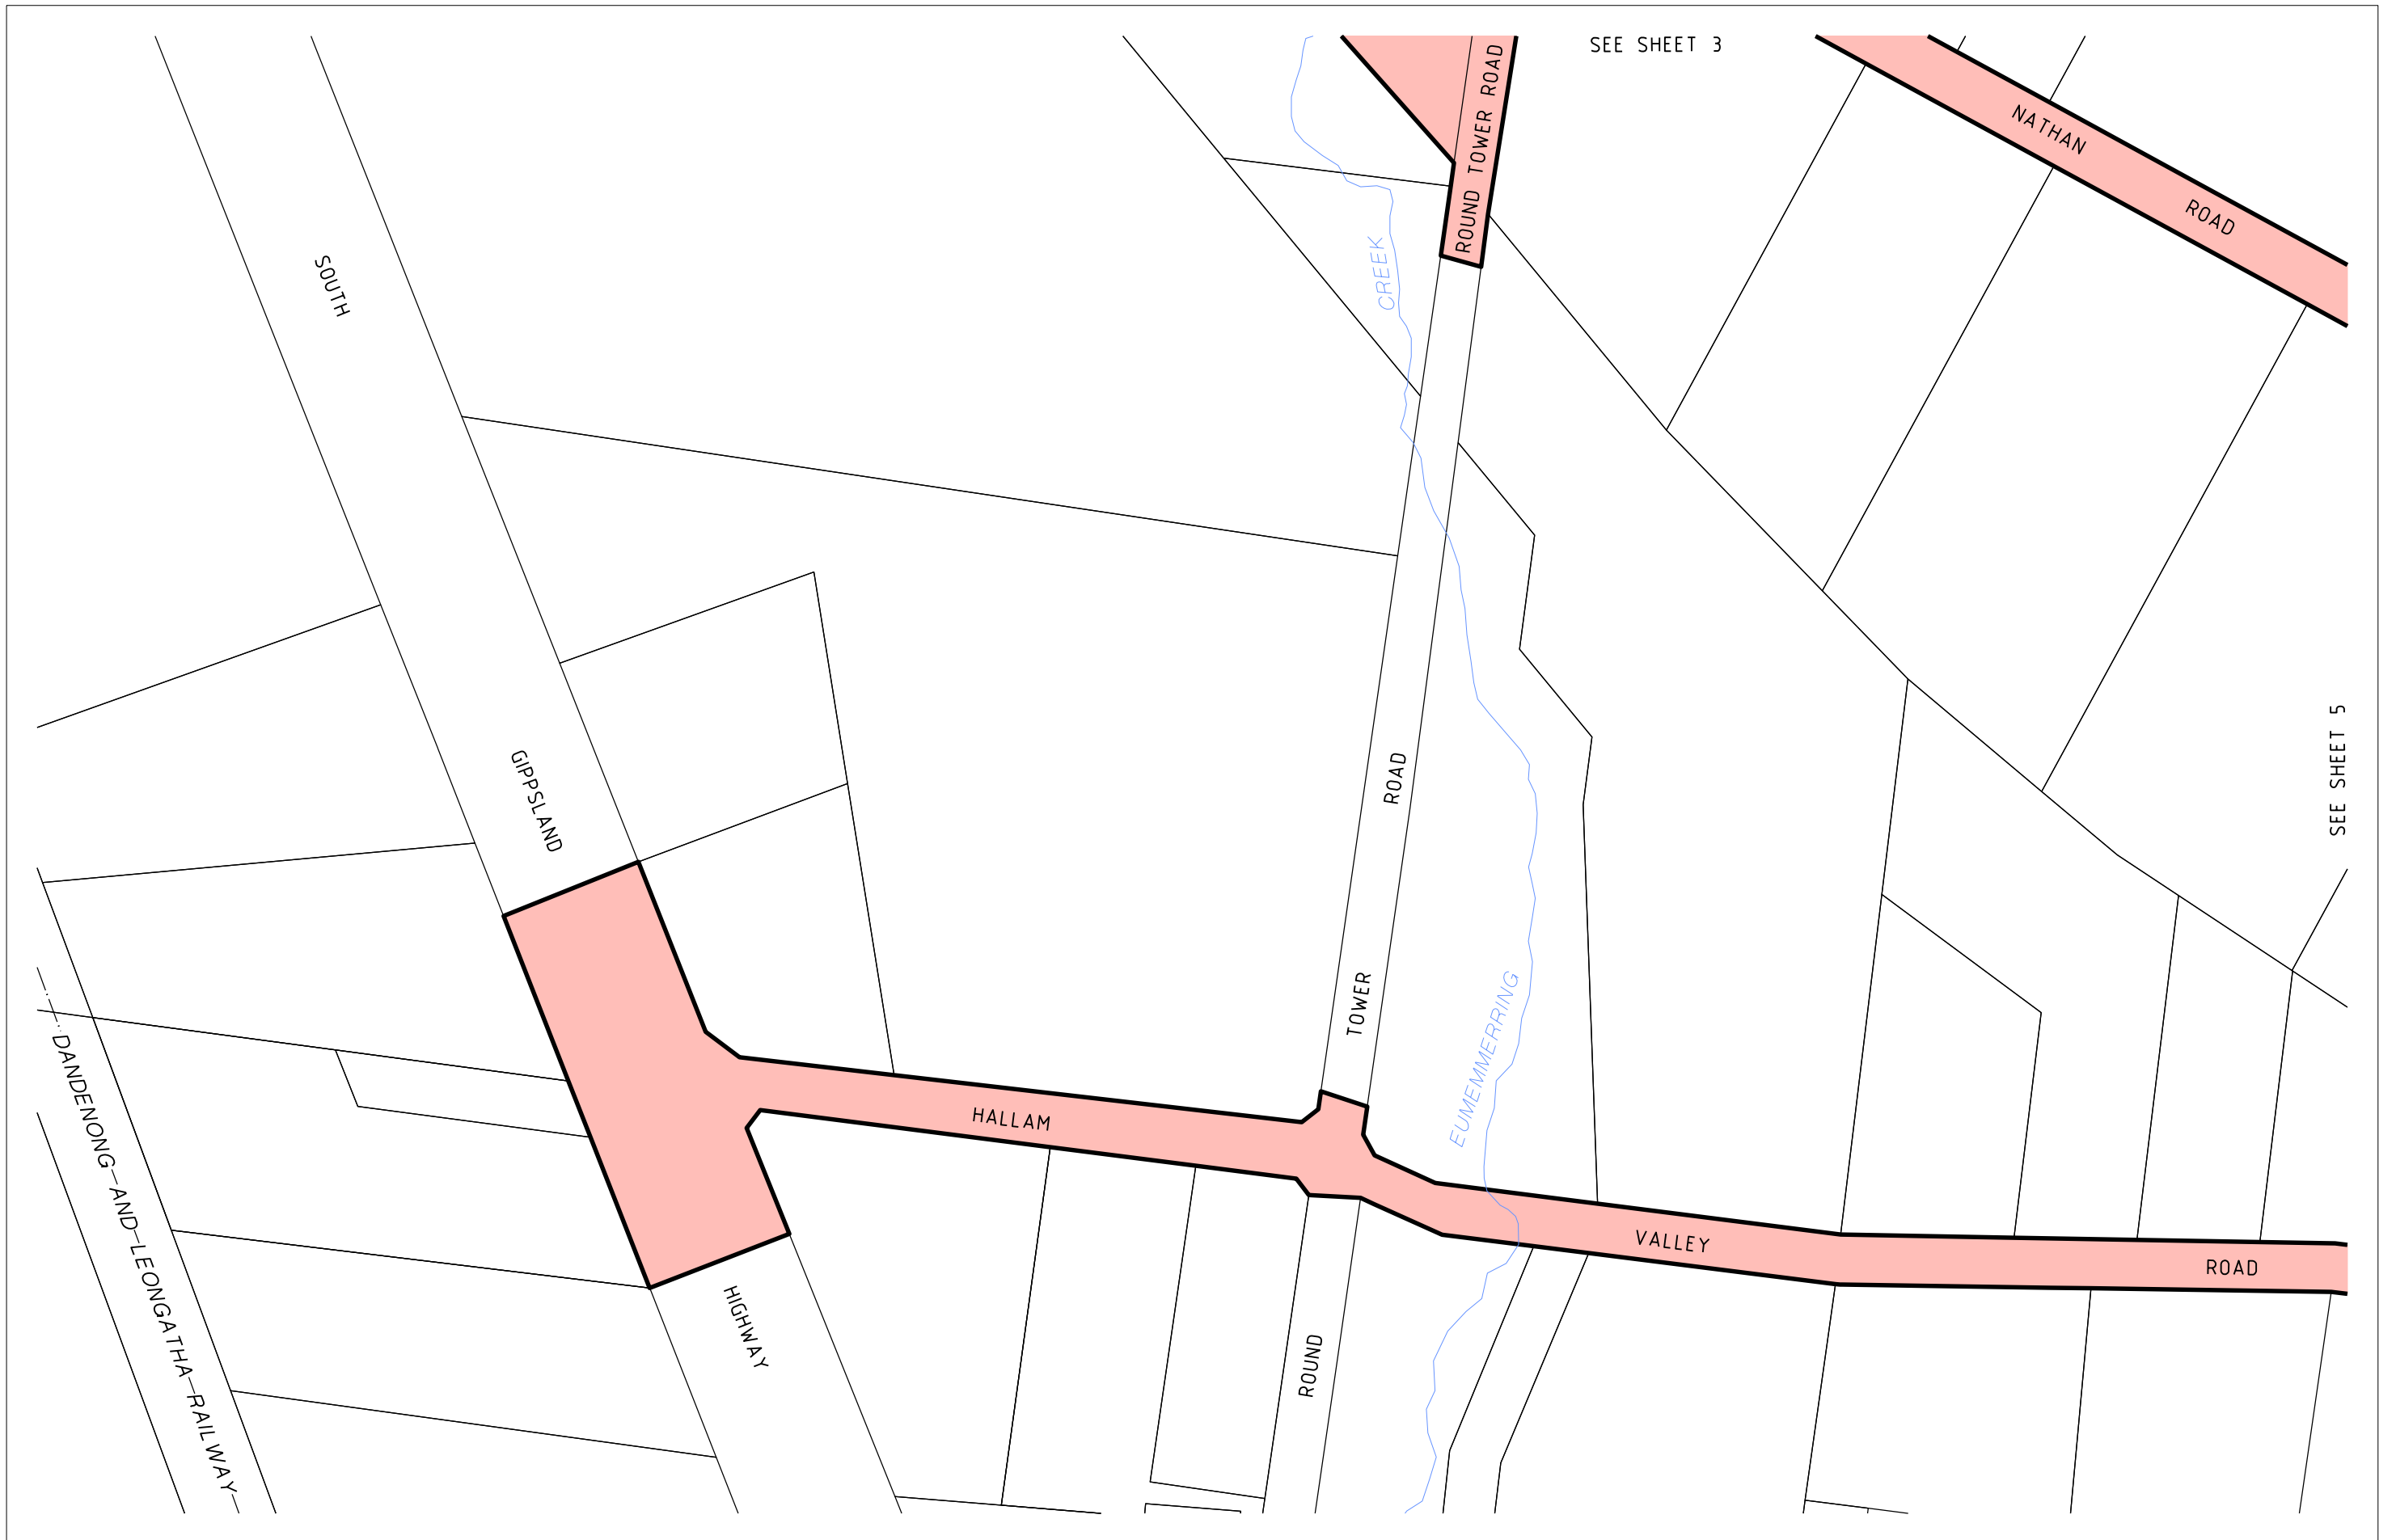 SEE SHEET 3
ROUND TOWER ROAD
NATHAN
ROAD
SOUTH
CREEK
GIPPSLAND
ROAD
SEE SHEET 5
TOWER
EUMEMMERRING
DANDENONG AND LEONGATHA RAILWAY
HALLAM
VALLEY
ROAD
HIGHWAY
ROUND